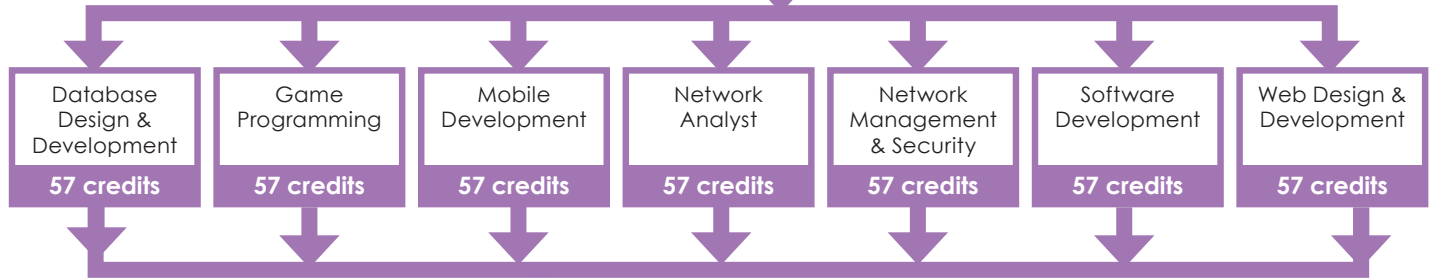 Database
Design &
Development
57 credits
Game
Programming
57 credits
Mobile
Development
57 credits
Network
Analyst
57 credits
Network
Management
& Security
57 credits
Software
Development
57 credits
Web Design &
Development
57 credits